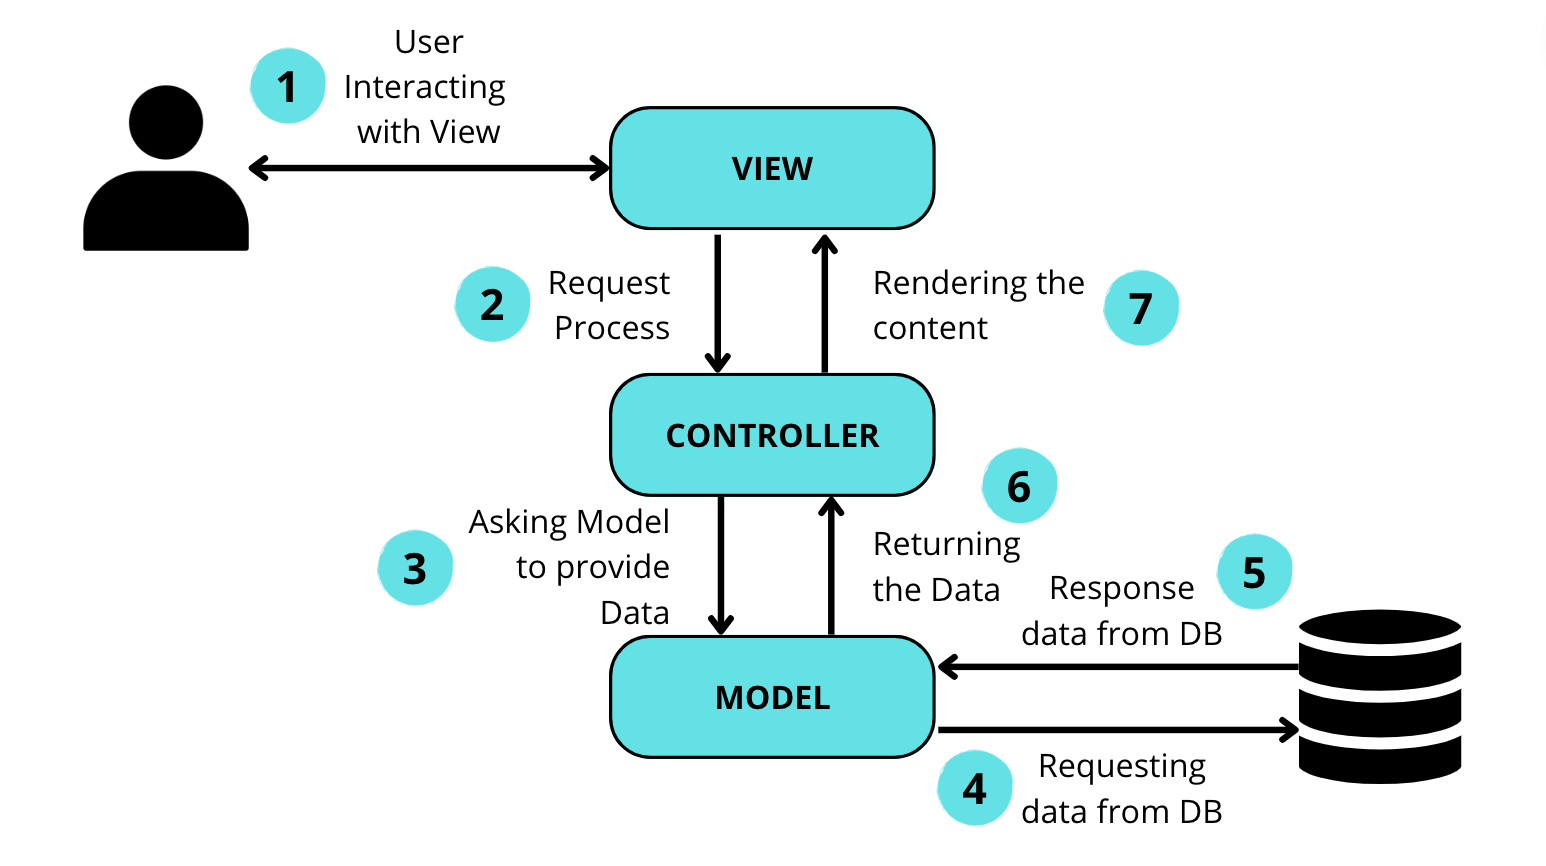 1
User
Interacting
with View
VIEW
2
Request
Process
Rendering the
content
7
CONTROLLER
3
Asking Model
to provide
Data
6
Returning
the Data
5
Response
data from DB
MODEL
4
Requesting
data from DB